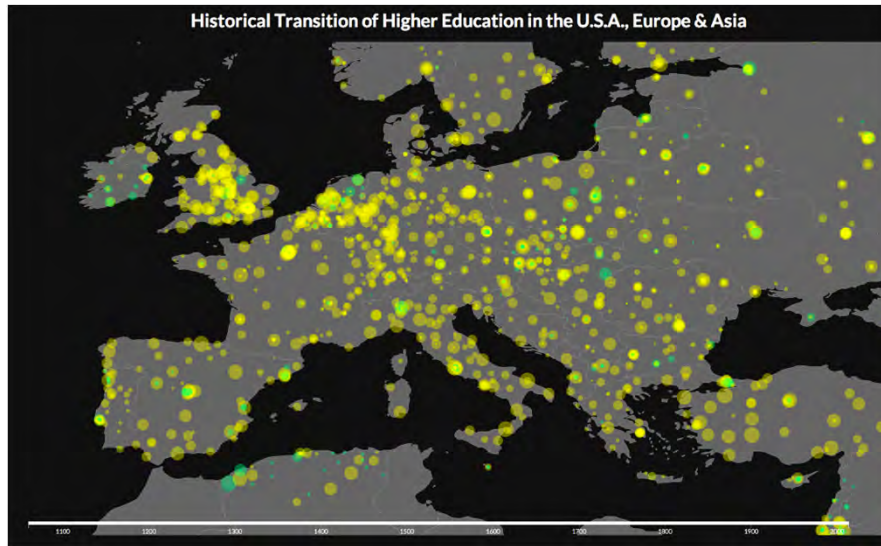 Historical Transition of Higher Education in the U.S.A., Europe & Asia
1100 1200 1300 1400 1500 1600 1700 1800 1900 2000